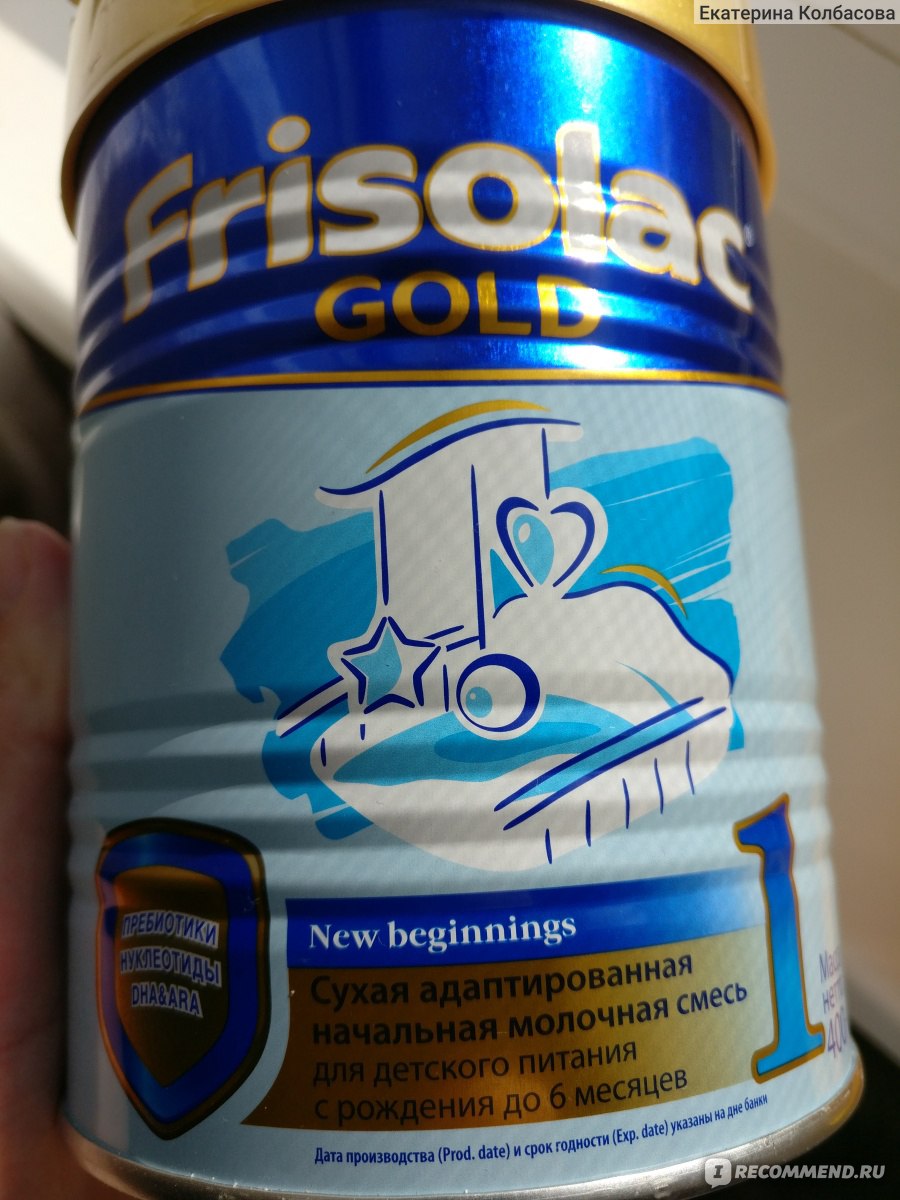 Екатерина Колбасова
Frisolac
GOLD
ПРЕБИОТИКИ
НУКЛЕОТИДЫ
DHA&ARA
New beginnings
Сухая адаптированная
начальная молочная смесь
для детского питания
с рождения до 6 месяцев
1
Дата производства (Prod. date) и срок годности (Exp. date) указаны на дне банки
I RECOMMEND.RU